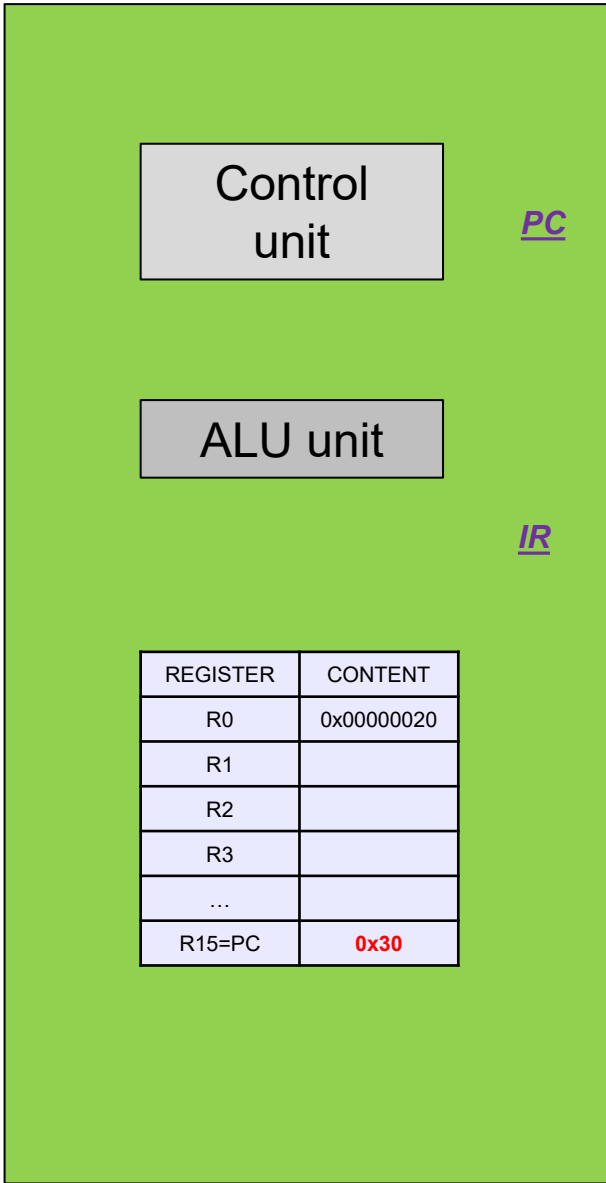 Control
unit
PC
ALU unit
IR
REGISTER CONTENT
R0 0x00000020
R1
R2
R3
…
R15=PC 0x30